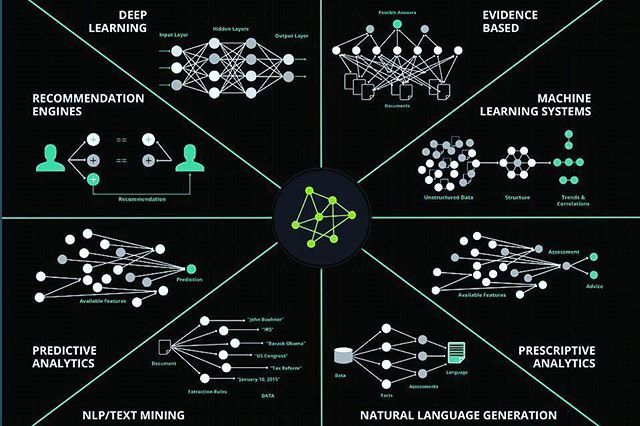 DEEP
LEARNING
Input Layer
Hidden Layers
Output Layer
EVIDENCE
BASED
Possible Answers
Documents
RECOMMENDATION
ENGINES
+ == +
+ == +
+
Recommendation
MACHINE
LEARNING SYSTEMS
Unstructured Data
Structure
Trends &
Correlations
Prediction
Available Features
PREDICTIVE
ANALYTICS
Assessment
Advice
Available Features
PRESCRIPTIVE
ANALYTICS
Document
"John Boehner"
"IRS"
"Barack Obama"
"US Congress"
"Tax Reform"
"January 10, 2015"
Extraction Rules
DATA
NLP/TEXT MINING
Data
Facts
Assessments
Language
NATURAL LANGUAGE GENERATION